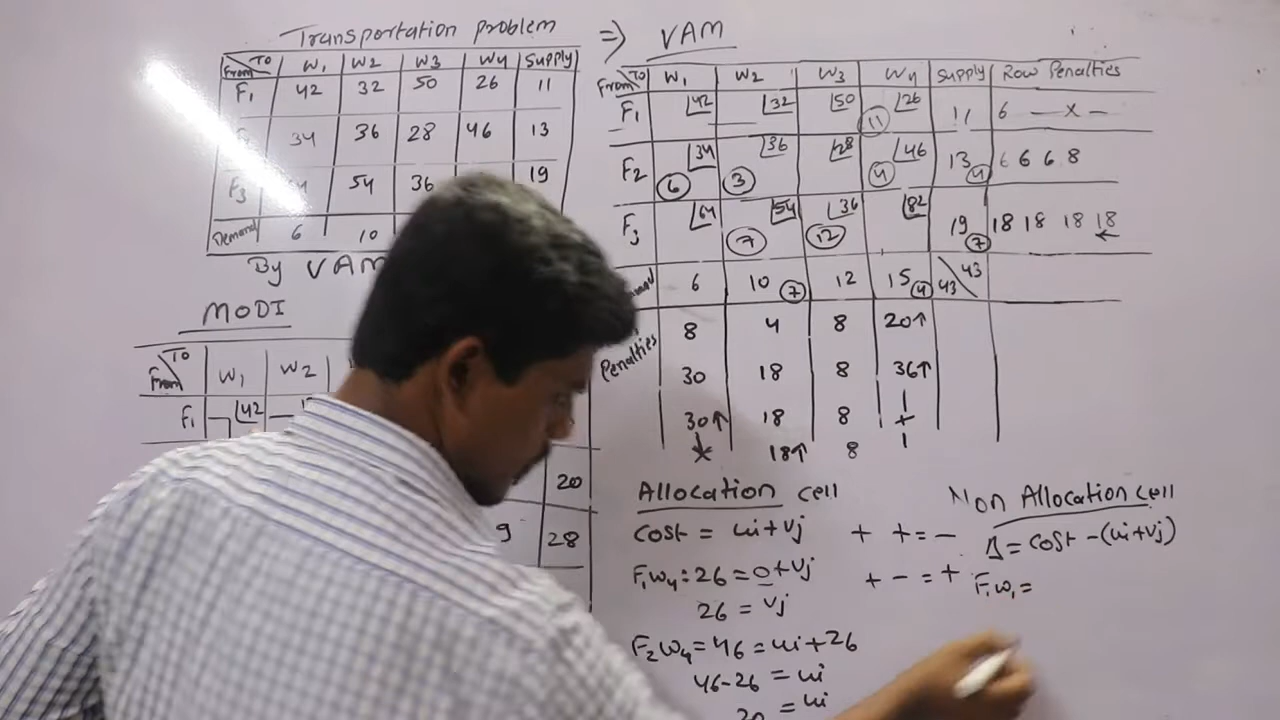 Transportation problem
From TO W1 W2 W3 W4 Supply
F1 42 32 50 26 11
34 36 28 46 13
F3 54 36 19
Demand 6 10
By VAM
⇒ VAM
From TO W1 W2 W3 W4 Supply Row Penalties
F1 42 32 50 11 26 11 6 — x —
F2 6 34 3 36 28 4 46 13 4 6 6 6 8
F3 64 7 54 12 36 82 19 7 18 18 18 18 ←
6 10 7 12 15 4 43 \ 43
Penalties
8 4 8 20↑
30 18 8 36↑
30↑ 18 8
18↑ 8
MODI
From TO W1 W2
F1 42
20
9 28
Allocation cell
Cost = ui+vj
F1W4 : 26 = 0+vj
26 = vj
F2W4 = 46 = ui+26
46-26 = ui
20 = ui
+ + = -
+ - = +
Non Allocation cell
Δ = cost - (ui+vj)
F1W1 =